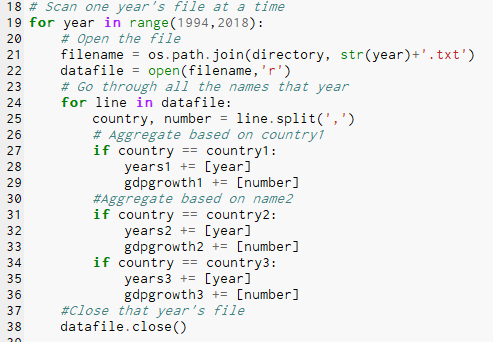 18 # Scan one year's file at a time
19 for year in range(1994,2018):
20     # Open the file
21     filename = os.path.join(directory, str(year)+'.txt')
22     datafile = open(filename,'r')
23     # Go through all the names that year
24     for line in datafile:
25         country, number = line.split(',')
26         # Aggregate based on country1
27         if country == country1:
28             years1 += [year]
29             gdpgrowth1 += [number]
30         #Aggregate based on name2
31         if country == country2:
32             years2 += [year]
33             gdpgrowth2 += [number]
34         if country == country3:
35             years3 += [year]
36             gdpgrowth3 += [number]
37     #Close that year's file
38     datafile.close()